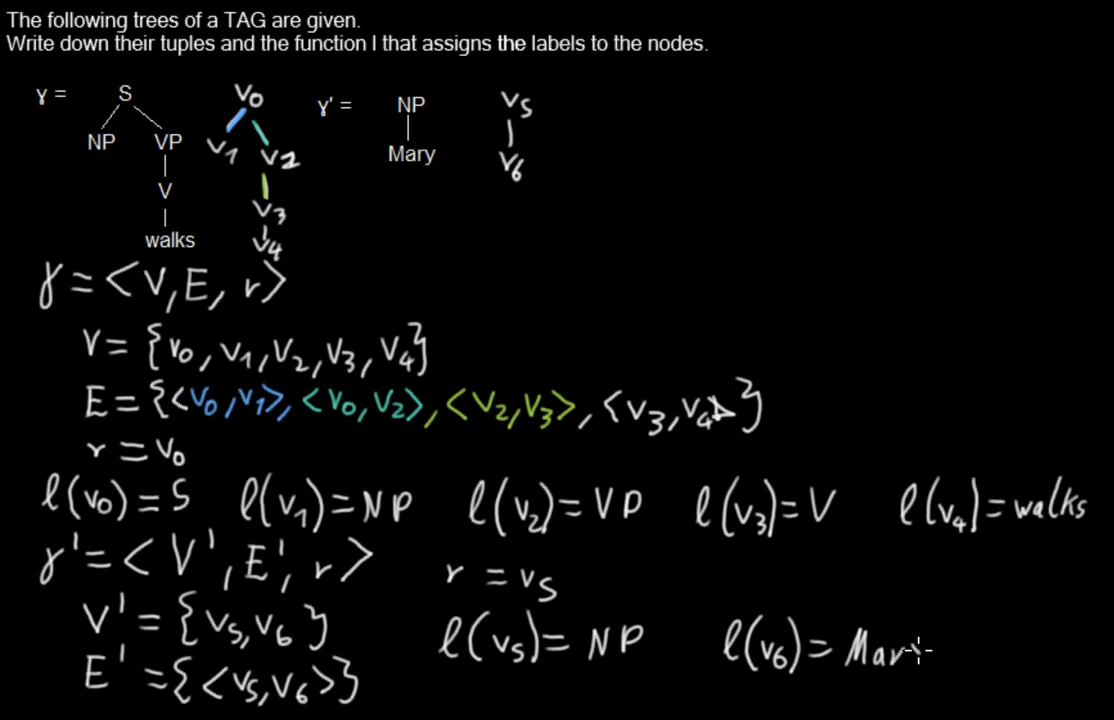 The following trees of a TAG are given.
Write down their tuples and the function l that assigns the labels to the nodes.
γ = S v0 γ' = NP v5
NP VP v1 v2 Mary v6
V v3
walks v4
γ = <V, E, r>
V = {v0, v1, v2, v3, v4}
E = {<v0, v1>, <v0, v2>, <v2, v3>, <v3, v4>}
r = v0
l(v0) = S l(v1) = NP l(v2) = VP l(v3) = V l(v4) = walks
γ' = <V', E', r> r = v5
V' = {v5, v6} l(v5) = NP l(v6) = Mar
E' = {<v5, v6>}